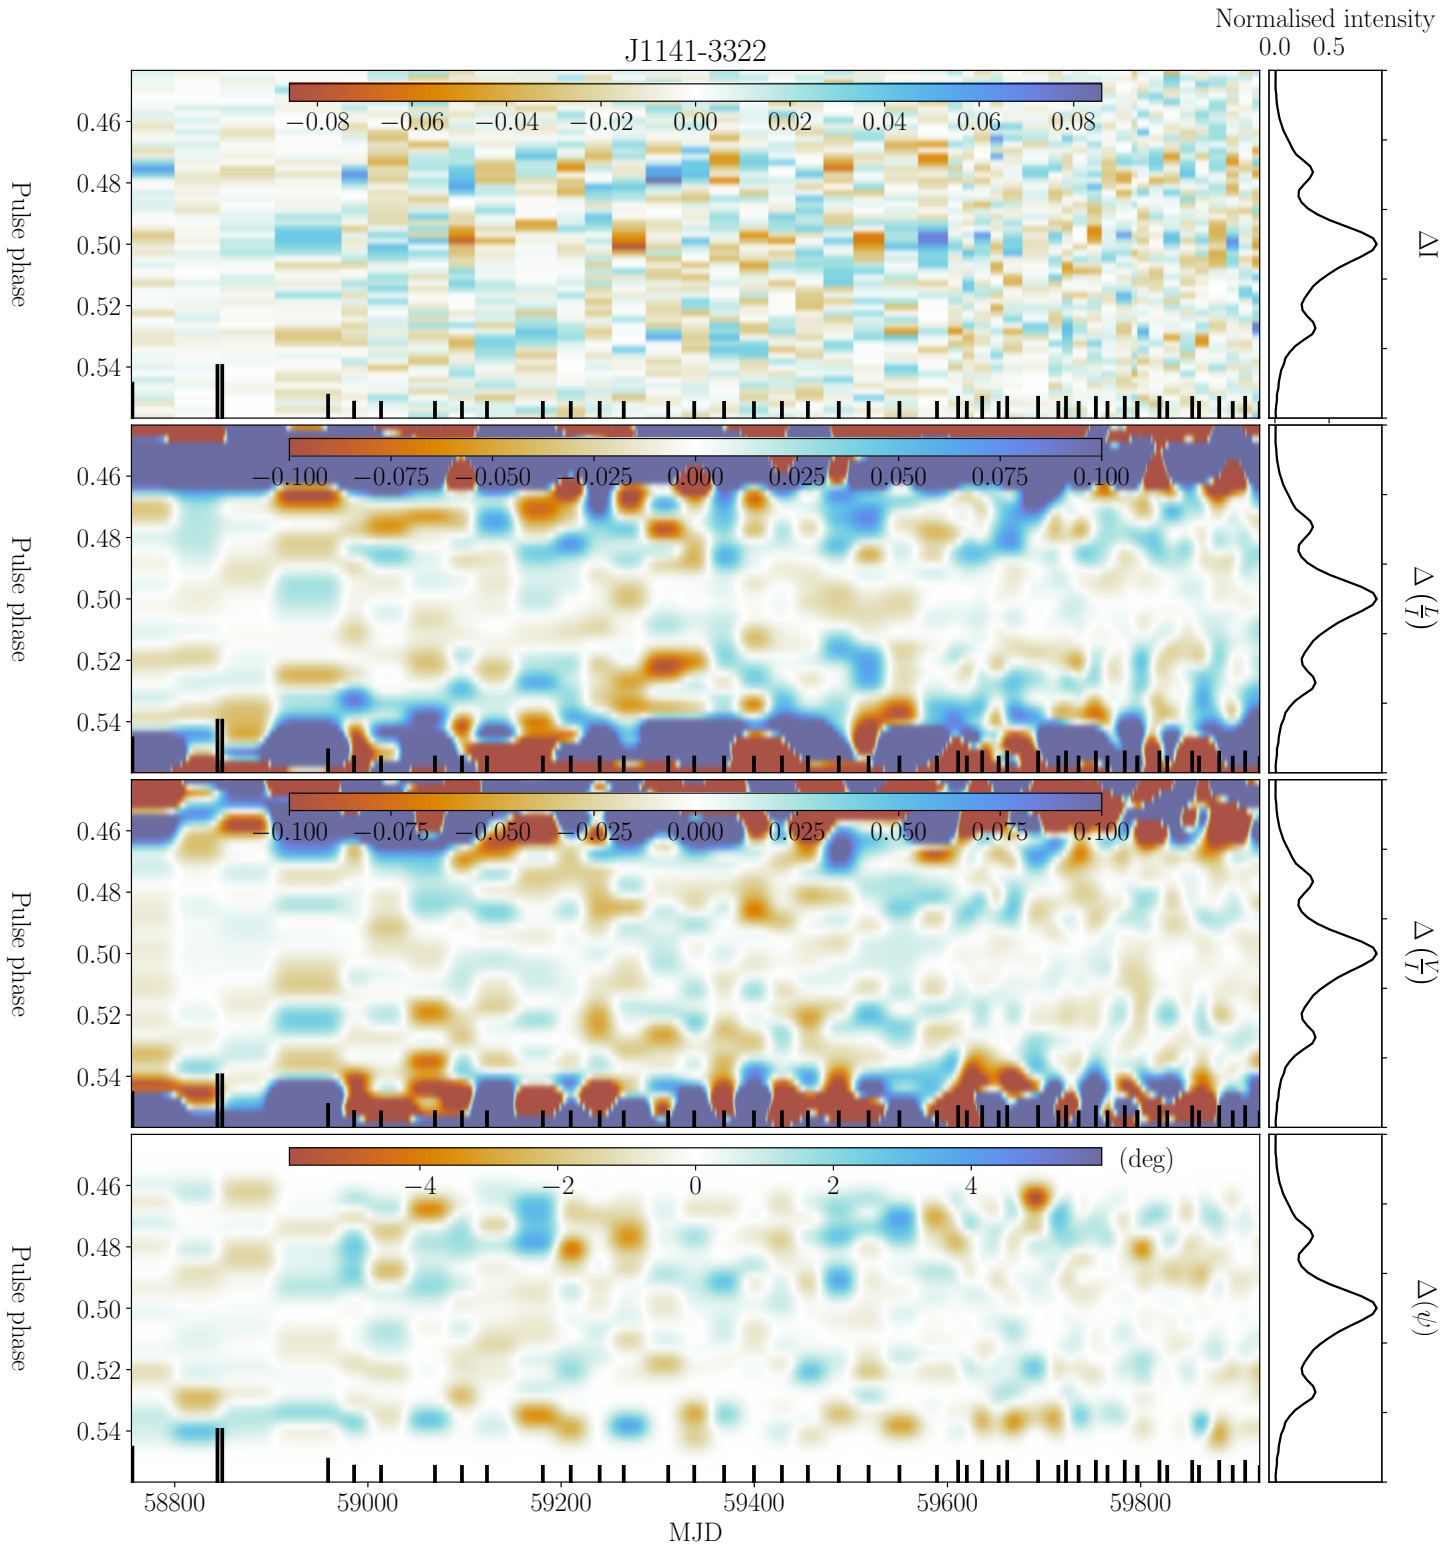 Normalised intensity
J1141-3322
0.0 0.5
−0.08 −0.06 −0.04 −0.02 0.00 0.02 0.04 0.06 0.08
0.46
0.48
0.50
0.52
0.54
Pulse phase
ΔI
−0.100 −0.075 −0.050 −0.025 0.000 0.025 0.050 0.075 0.100
0.46
0.48
0.50
0.52
0.54
Pulse phase
Δ(L/I)
−0.100 −0.075 −0.050 −0.025 0.000 0.025 0.050 0.075 0.100
0.46
0.48
0.50
0.52
0.54
Pulse phase
Δ(V/I)
(deg)
−4 −2 0 2 4
0.46
0.48
0.50
0.52
0.54
Pulse phase
Δ(ψ)
58800 59000 59200 59400 59600 59800
MJD